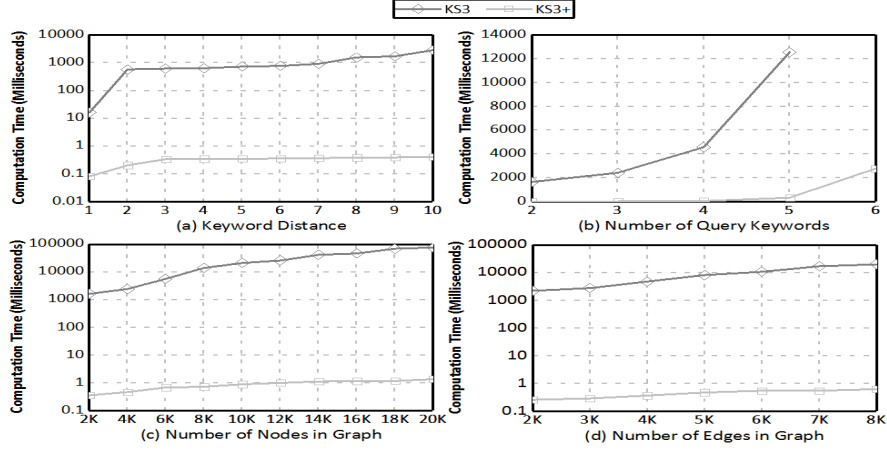 KS3 KS3+
Computation Time (Milliseconds)
10000
1000
100
10
1
0.1
0.01
1 2 3 4 5 6 7 8 9 10
(a) Keyword Distance
Computation Time (Milliseconds)
14000
12000
10000
8000
6000
4000
2000
0
2 3 4 5 6
(b) Number of Query Keywords
Computation Time (Milliseconds)
100000
10000
1000
100
10
1
0.1
2K 4K 6K 8K 10K 12K 14K 16K 18K 20K
(c) Number of Nodes in Graph
Computation Time (Milliseconds)
100000
10000
1000
100
10
1
0.1
2K 3K 4K 5K 6K 7K 8K
(d) Number of Edges in Graph